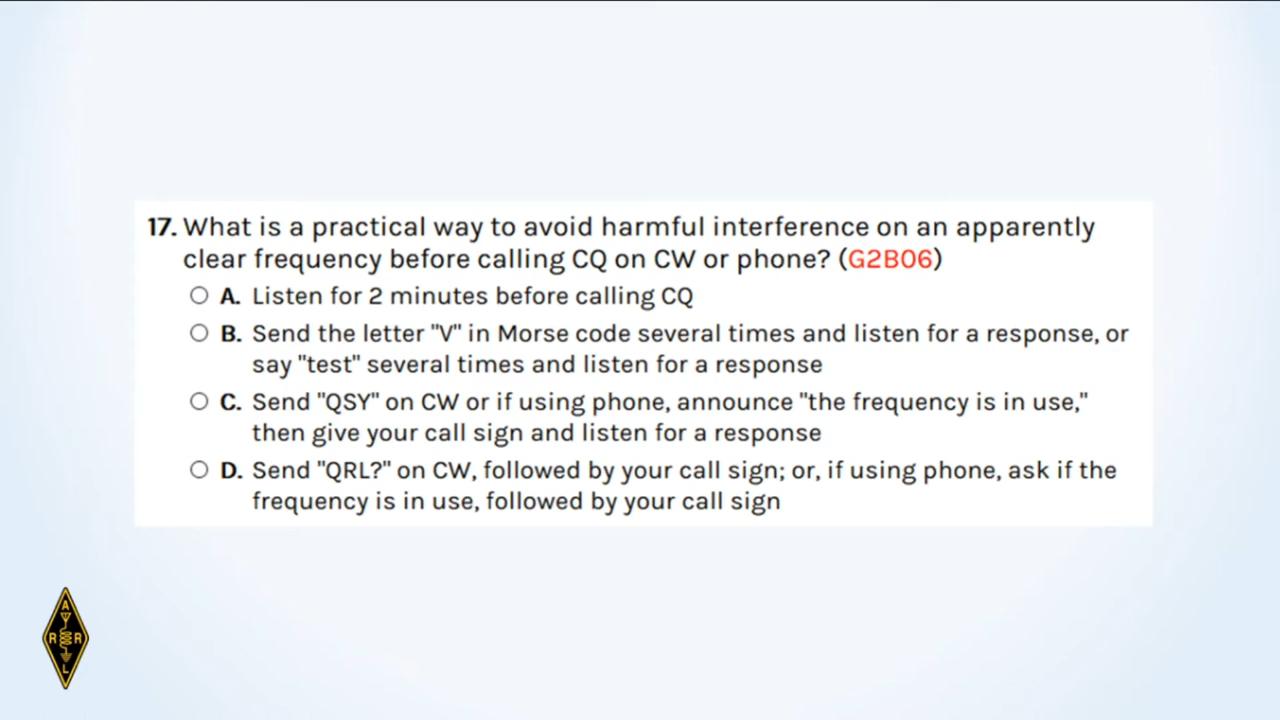 17. What is a practical way to avoid harmful interference on an apparently
clear frequency before calling CQ on CW or phone? (G2B06)
A. Listen for 2 minutes before calling CQ
B. Send the letter "V" in Morse code several times and listen for a response, or
say "test" several times and listen for a response
C. Send "QSY" on CW or if using phone, announce "the frequency is in use,"
then give your call sign and listen for a response
D. Send "QRL?" on CW, followed by your call sign; or, if using phone, ask if the
frequency is in use, followed by your call sign
A
R R
L